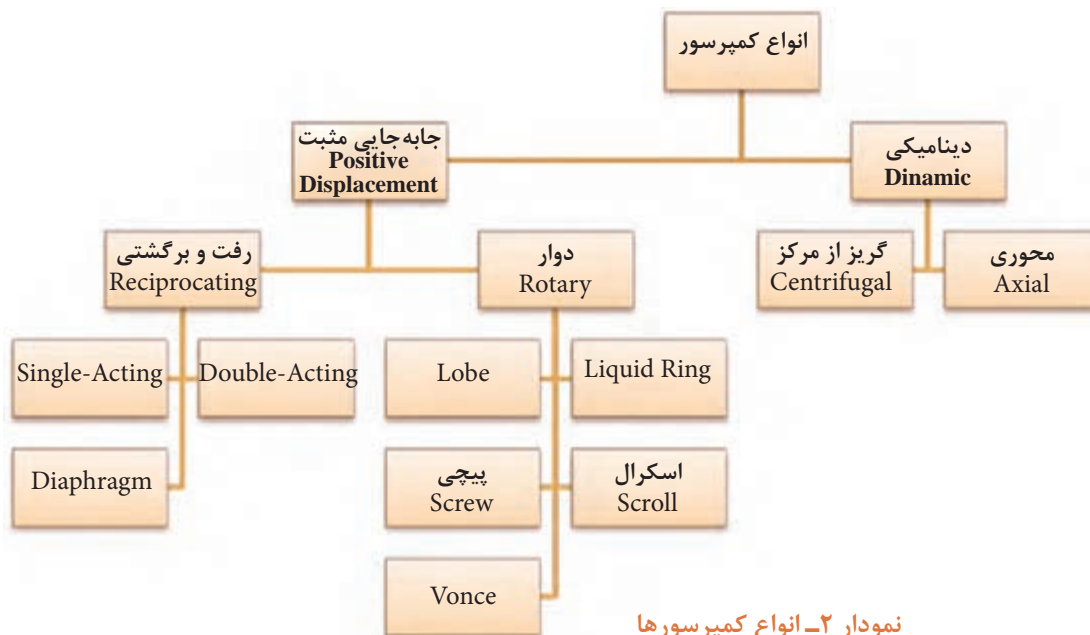 انواع کمپرسور
جابه‌جایی مثبت
Positive
Displacement
دینامیکی
Dinamic
رفت و برگشتی
Reciprocating
دوار
Rotary
گریز از مرکز
Centrifugal
محوری
Axial
Single-Acting
Double-Acting
Lobe
Liquid Ring
Diaphragm
پیچی
Screw
اسکرال
Scroll
Vonce
نمودار ۲ــ انواع کمپرسورها